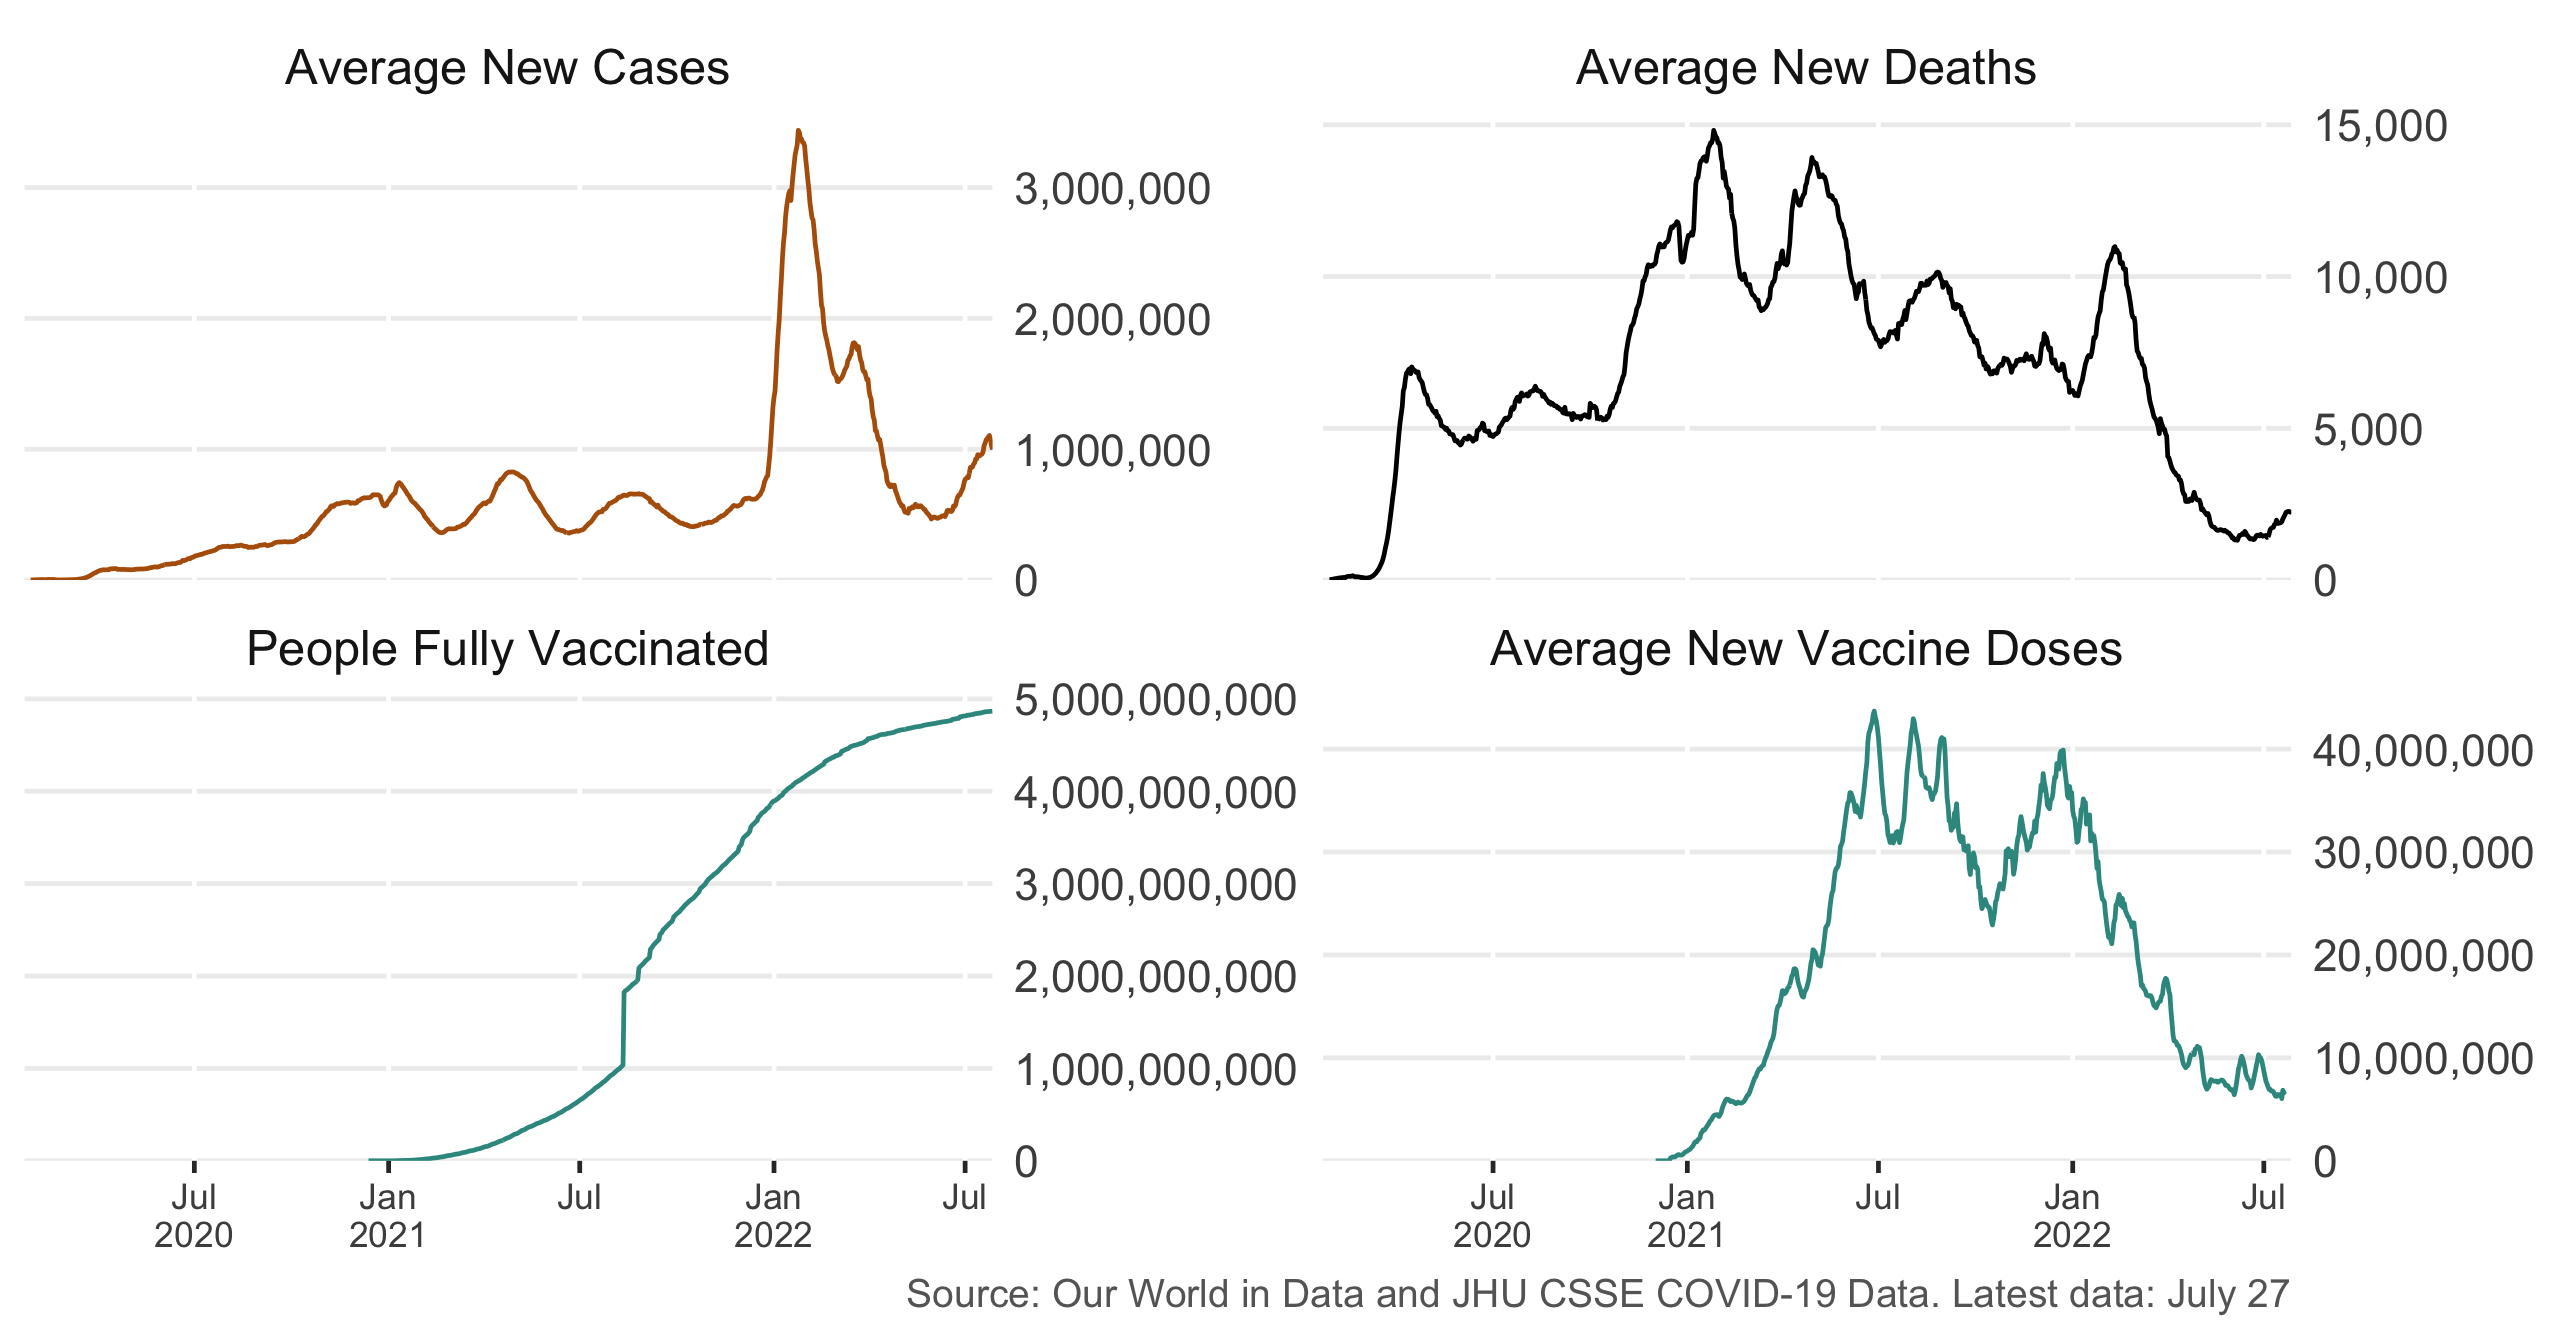 Average New Cases
3,000,000
2,000,000
1,000,000
0
Average New Deaths
15,000
10,000
5,000
0
People Fully Vaccinated
5,000,000,000
4,000,000,000
3,000,000,000
2,000,000,000
1,000,000,000
0
Jul Jan Jul Jan Jul
2020 2021 2022
Average New Vaccine Doses
40,000,000
30,000,000
20,000,000
10,000,000
0
Jul Jan Jul Jan Jul
2020 2021 2022
Source: Our World in Data and JHU CSSE COVID-19 Data. Latest data: July 27